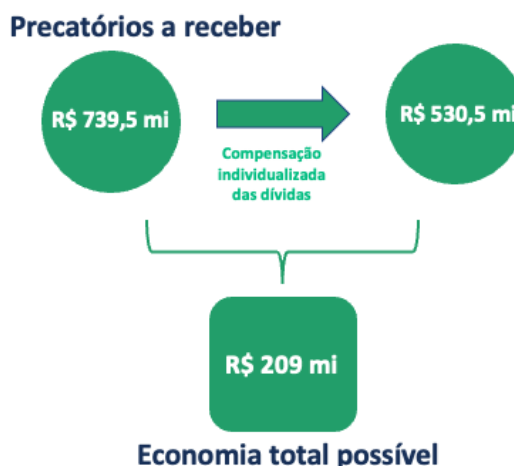 Precatórios a receber
R$ 739,5 mi
R$ 530,5 mi
Compensação
individualizada
das dívidas
R$ 209 mi
Economia total possível